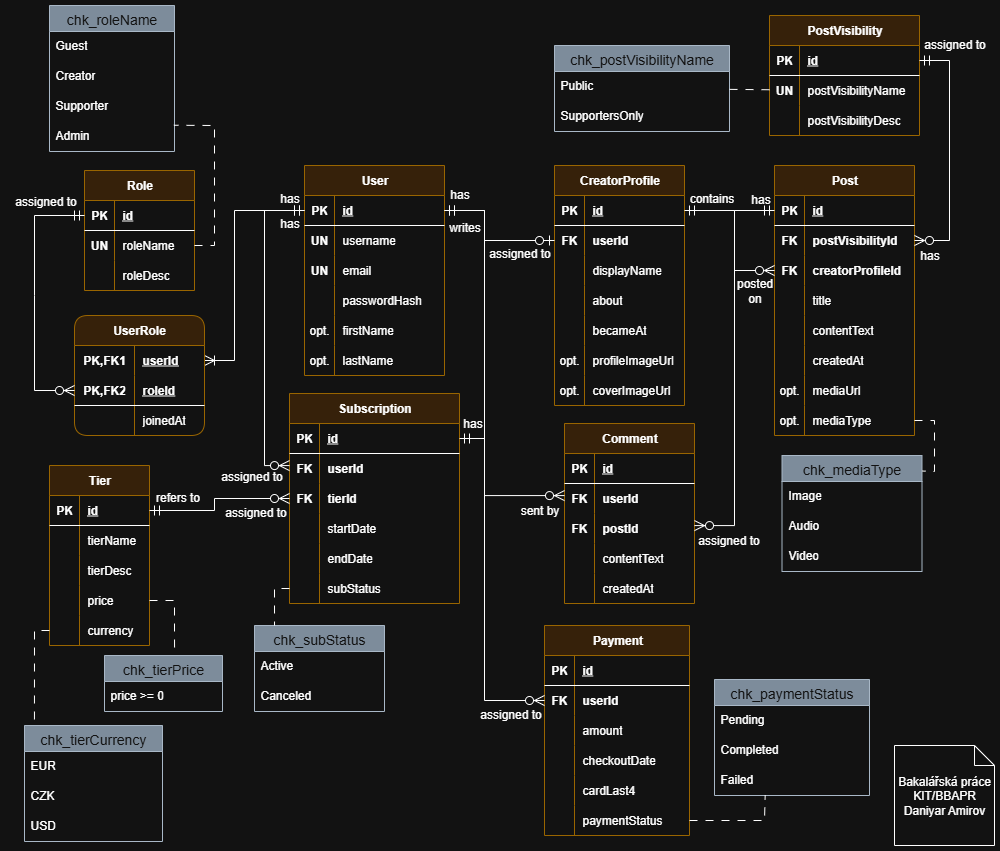 chk_roleName
Guest
Creator
Supporter
Admin
assigned to
Role
PK id
UN roleName
roleDesc
UserRole
PK,FK1 userId
PK,FK2 roleId
joinedAt
has
has
User
PK id
UN username
UN email
passwordHash
opt. firstName
opt. lastName
has
writes
chk_postVisibilityName
Public
SupportersOnly
PostVisibility
PK id
UN postVisibilityName
postVisibilityDesc
assigned to
CreatorProfile
PK id
FK userId
displayName
about
becameAt
opt. profileImageUrl
opt. coverImageUrl
assigned to
contains
has
Post
PK id
FK postVisibilityId
FK creatorProfileId
title
contentText
createdAt
opt. mediaUrl
opt. mediaType
has
posted
on
Subscription
PK id
FK userId
FK tierId
startDate
endDate
subStatus
has
assigned to
assigned to
Tier
PK id
tierName
tierDesc
price
currency
refers to
Comment
PK id
FK userId
FK postId
contentText
createdAt
sent by
assigned to
chk_mediaType
Image
Audio
Video
chk_subStatus
Active
Canceled
chk_tierPrice
price >= 0
chk_tierCurrency
EUR
CZK
USD
Payment
PK id
FK userId
amount
checkoutDate
cardLast4
paymentStatus
assigned to
chk_paymentStatus
Pending
Completed
Failed
Bakalářská práce
KIT/BBAPR
Daniyar Amirov